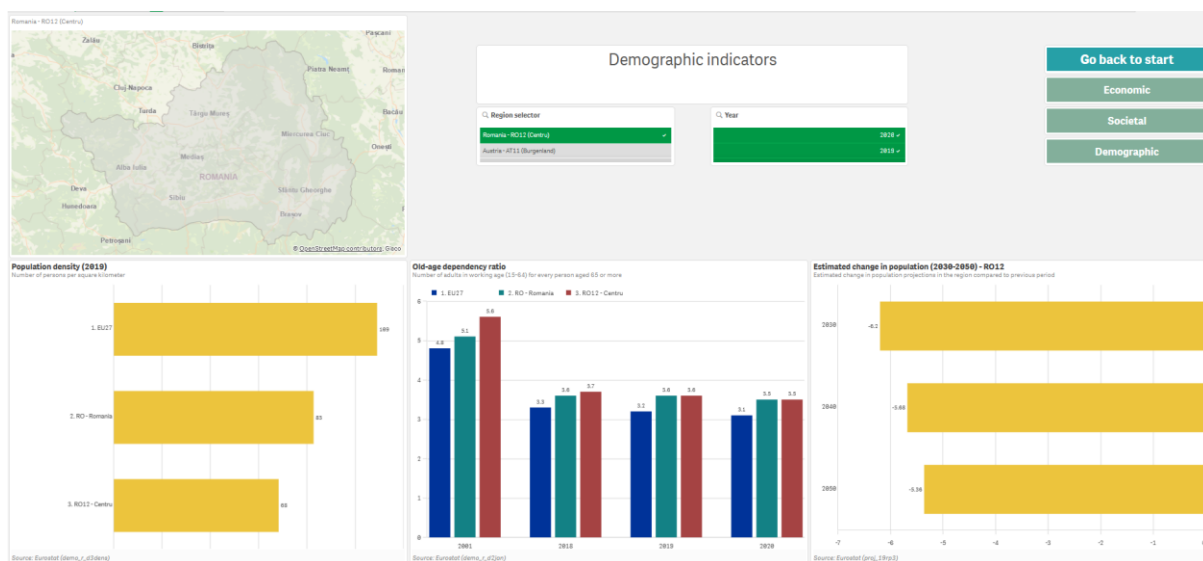 Romania - RO12 (Centru)
Zalău
Bistrița
Pașcani
Piatra Neamț
Roman
Cluj-Napoca
Turda
Târgu Mureș
Bacău
Miercurea Ciuc
Onești
Alba Iulia
Mediaș
ROMANIA
Deva
Sibiu
Sfântu Gheorghe
Hunedoara
Brașov
Petroșani
© OpenStreetMap contributors, Geco
Demographic indicators
Region selector
Romania - RO12 (Centru)
Austria - AT11 (Burgenland)
Year
2020
2019
Go back to start
Economic
Societal
Demographic
Population density (2019)
Number of persons per square kilometer
1. EU27
109
2. RO - Romania
83
3. RO12 - Centru
Source: Eurostat (demo_r_d3dens)
Old-age dependency ratio
Number of adults in working age (15-64) for every person aged 65 or more
1. EU27 2. RO - Romania 3. RO12 - Centru
6
5
4
3
2
1
0
4.8 5.1 5.6
3.3 3.6 3.7
3.2 3.6 3.6
3.1 3.5 3.5
2001 2018 2019 2020
Source: Eurostat (demo_r_d2jan)
Estimated change in population (2030-2050) - RO12
Estimated change in population projections in the region compared to previous period
2030
-6.2
2040
-5.68
2050
-5.36
-7 -6 -5 -4 -3 -2 -1
Source: Eurostat (proj_19rp3)